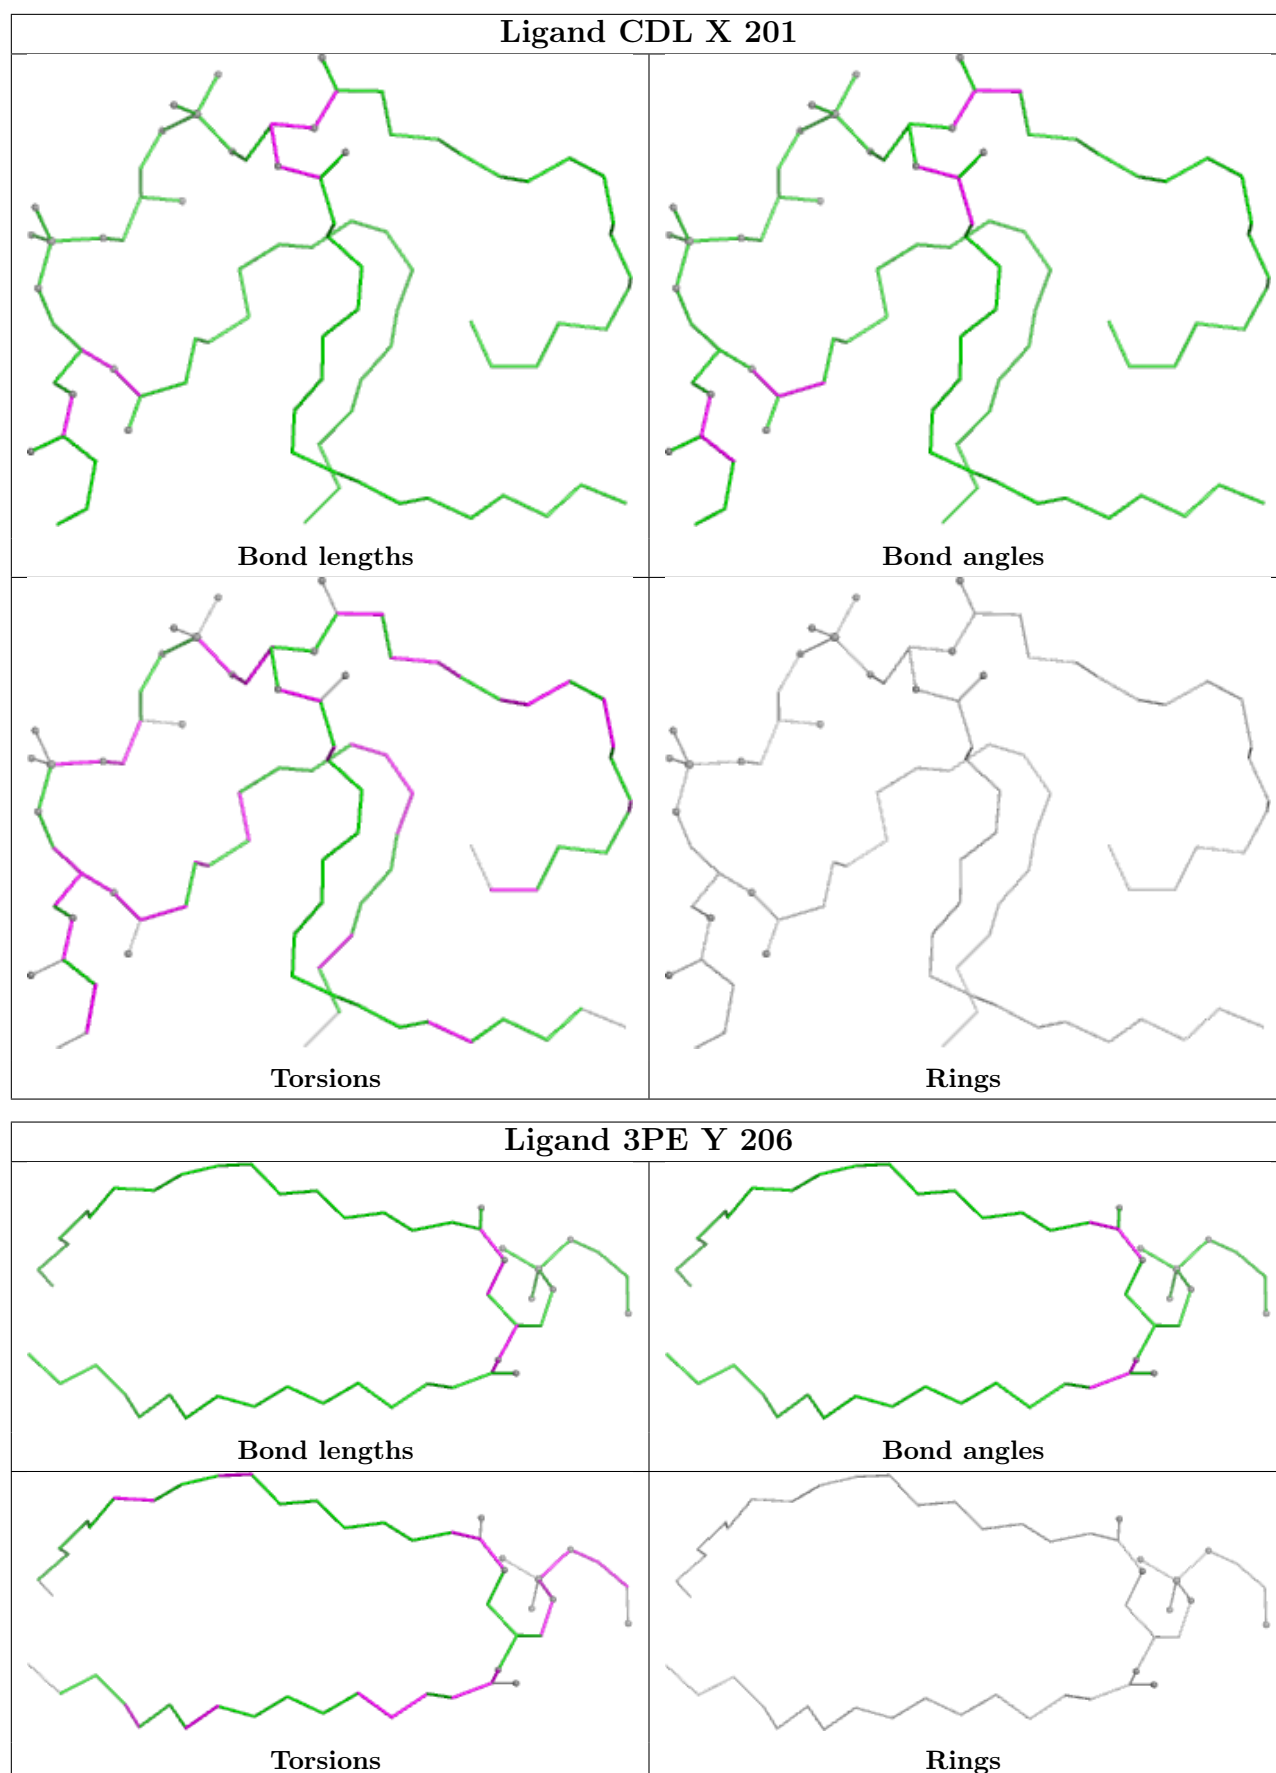 Ligand CDL X 201
Bond lengths
Bond angles
Torsions
Rings
Ligand 3PE Y 206
Bond lengths
Bond angles
Torsions
Rings